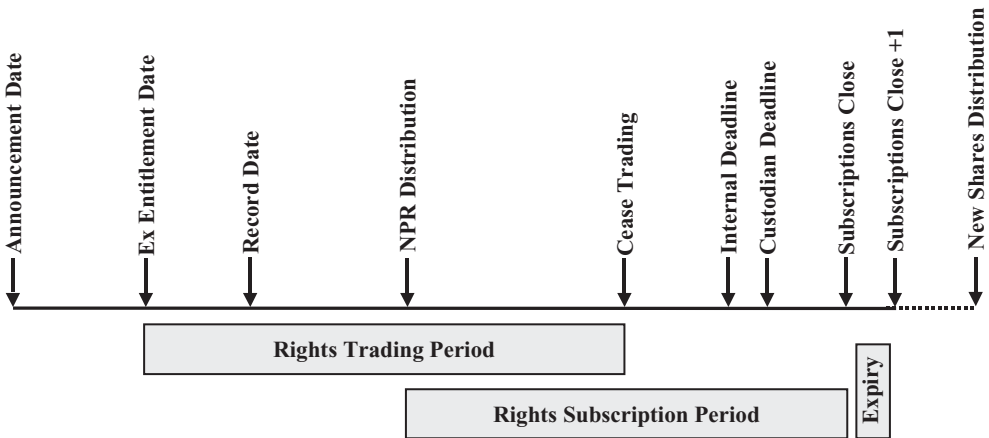 Announcement Date
Ex Entitlement Date
Record Date
NPR Distribution
Cease Trading
Internal Deadline
Custodian Deadline
Subscriptions Close
Subscriptions Close +1
New Shares Distribution
Rights Trading Period
Rights Subscription Period
Expiry